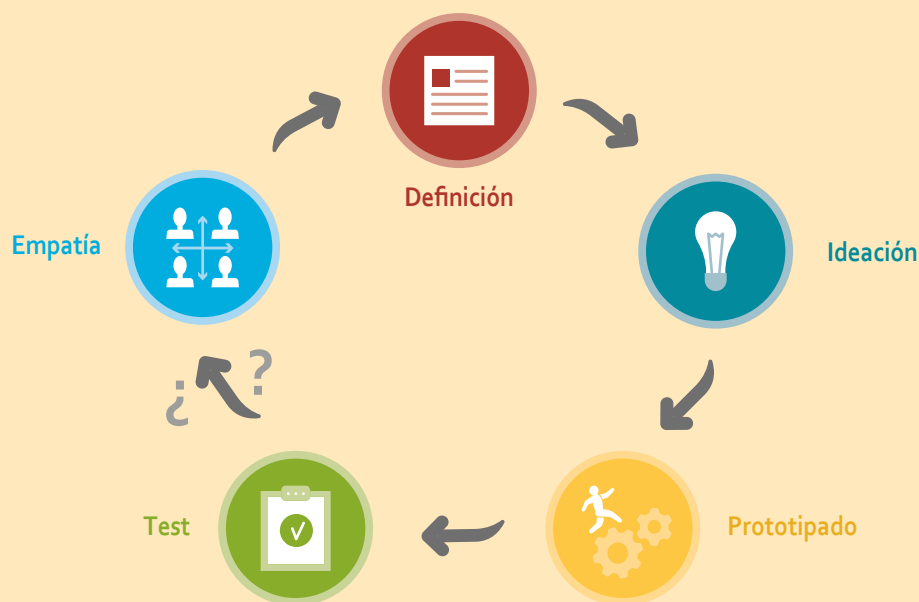 Definición
Empatía
Ideación
¿ ?
Test
Prototipado